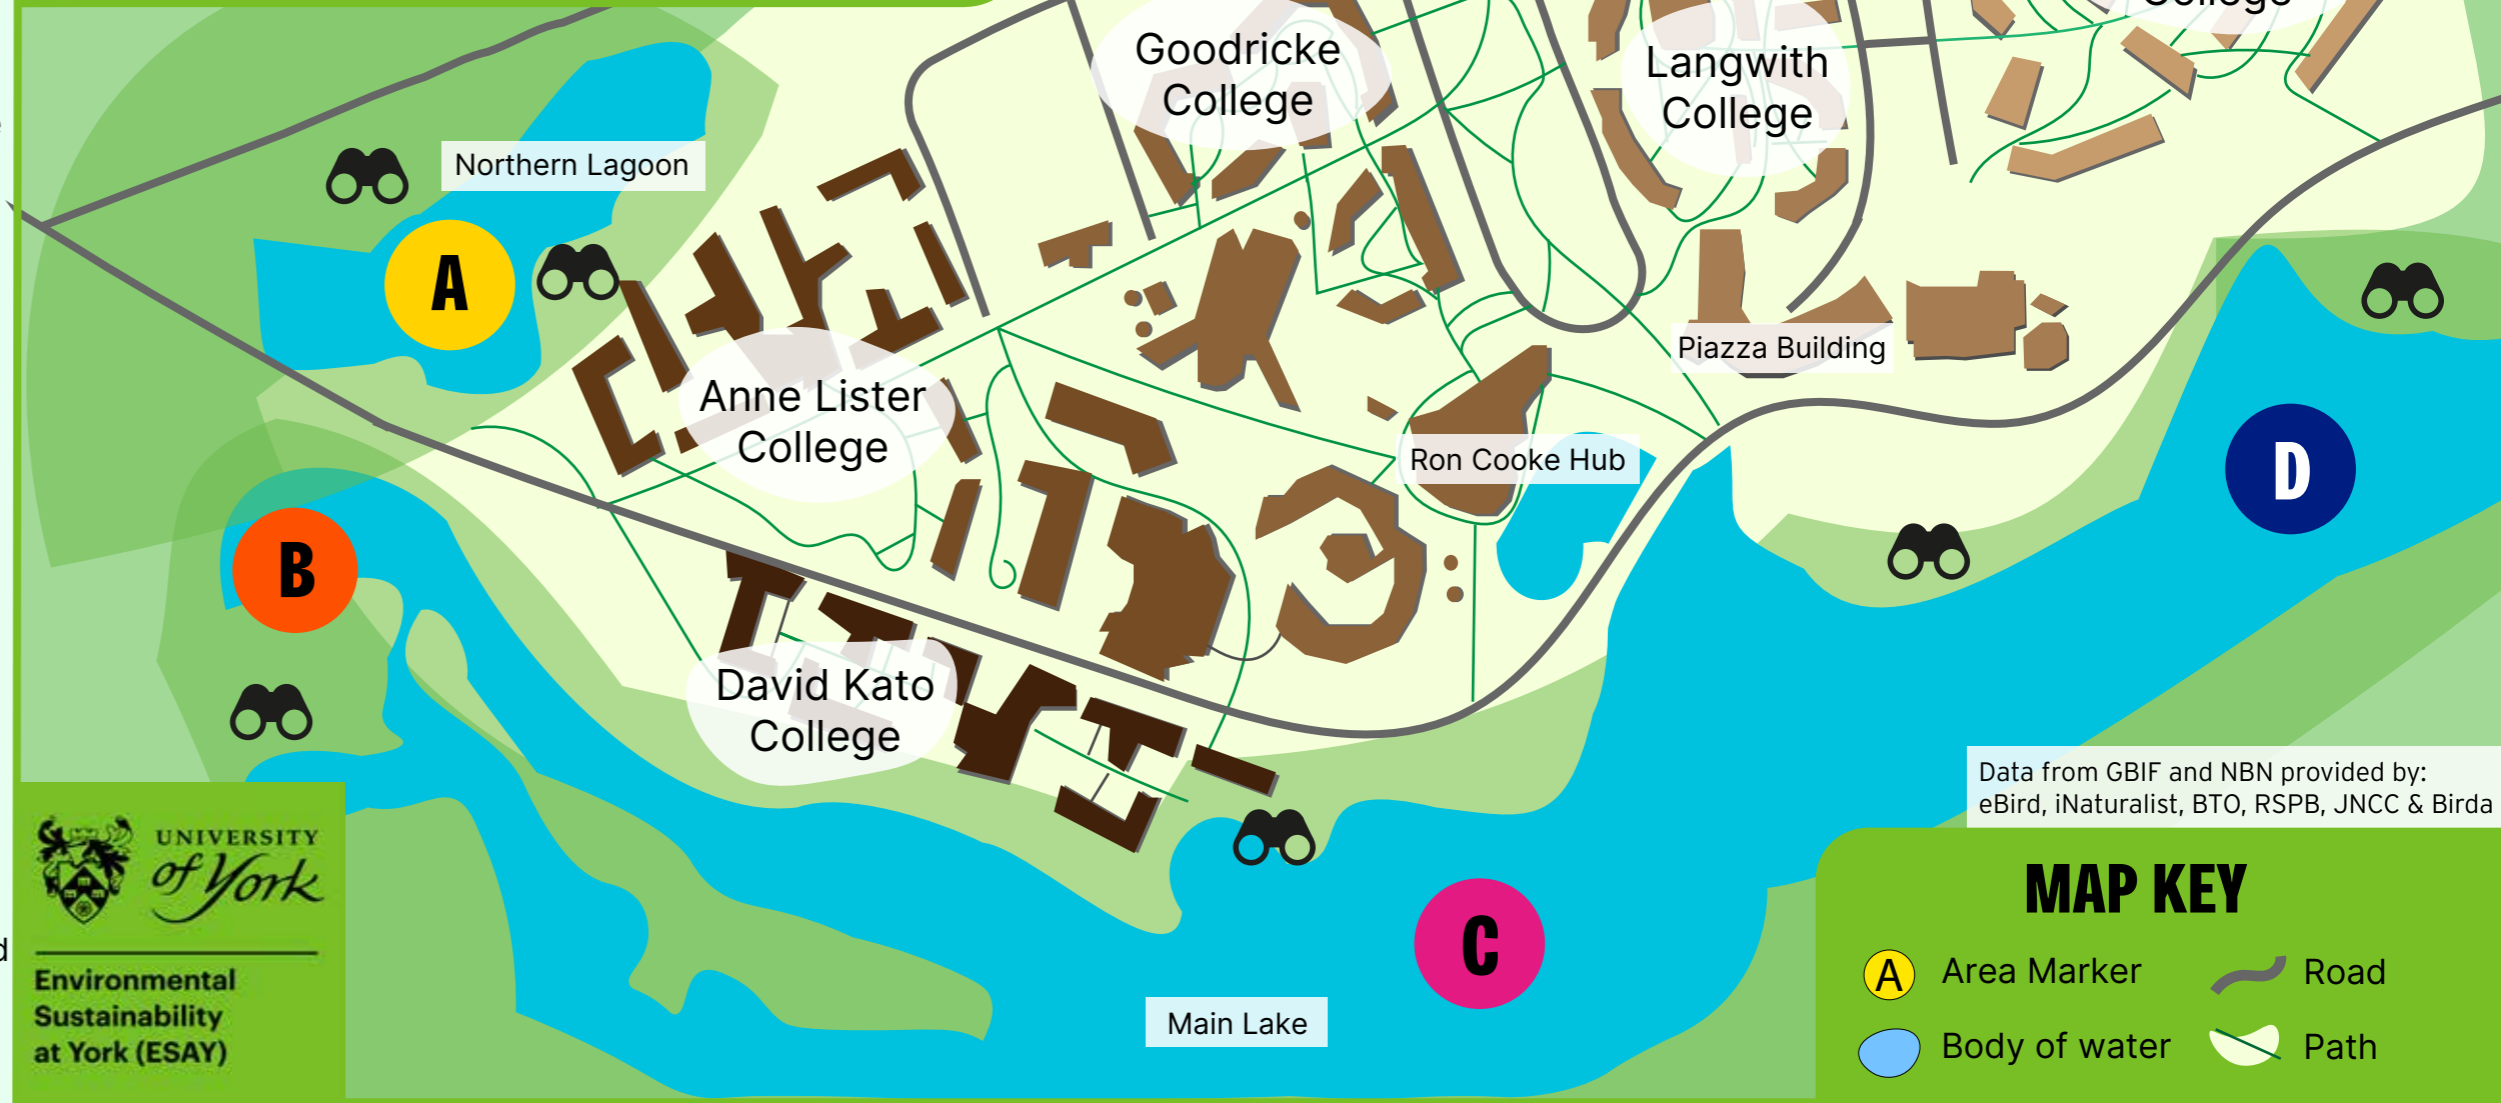 College
Goodricke
College
Langwith
College
Northern Lagoon
A
Piazza Building
Anne Lister
College
Ron Cooke Hub
D
B
David Kato
College
Data from GBIF and NBN provided by:
eBird, iNaturalist, BTO, RSPB, JNCC & Birda
C
Main Lake
UNIVERSITY
of York
Environmental
Sustainability
at York (ESAY)
MAP KEY
A Area Marker
Road
Body of water
Path